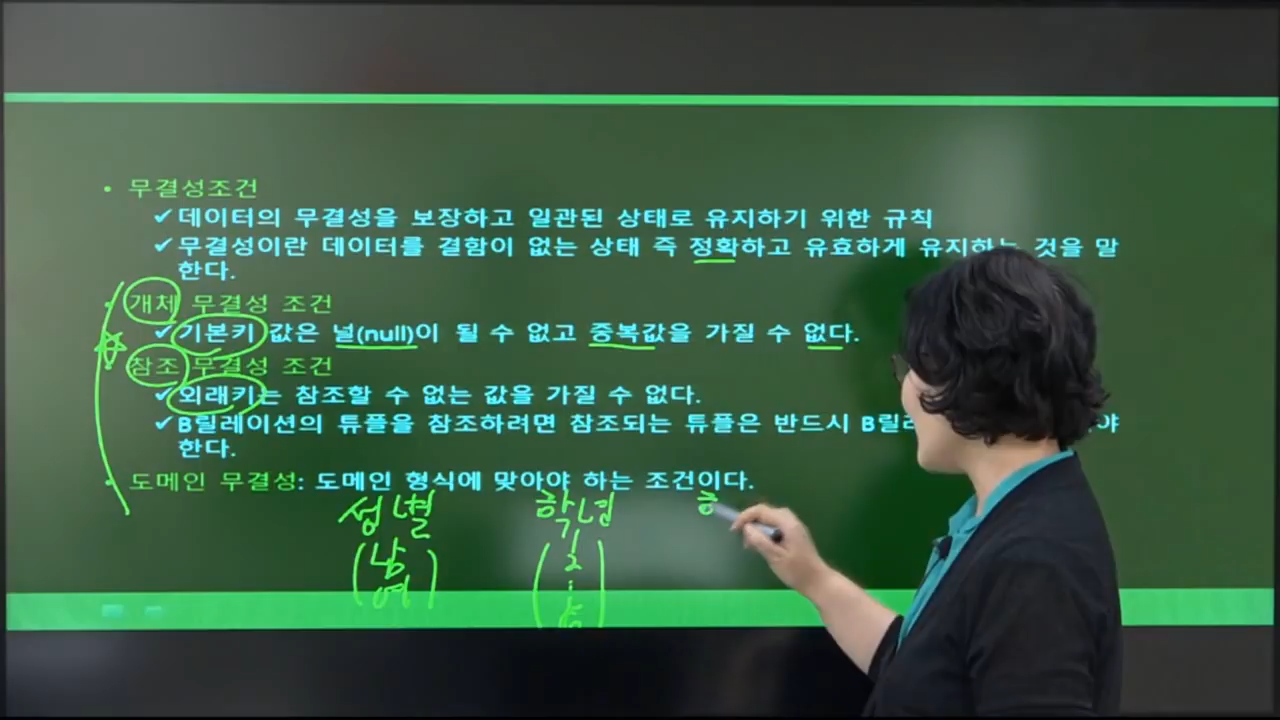 • 무결성조건
✓데이터의 무결성을 보장하고 일관된 상태로 유지하기 위한 규칙
✓무결성이란 데이터를 결함이 없는 상태 즉 정확하고 유효하게 유지하는 것을 말
한다.
• 개체 무결성 조건
✓기본키 값은 널(null)이 될 수 없고 중복값을 가질 수 없다.
• 참조 무결성 조건
✓외래키는 참조할 수 없는 값을 가질 수 없다.
✓B릴레이션의 튜플을 참조하려면 참조되는 튜플은 반드시 B릴 야
한다.
• 도메인 무결성: 도메인 형식에 맞아야 하는 조건이다.
성별 학년
남 1
여 2